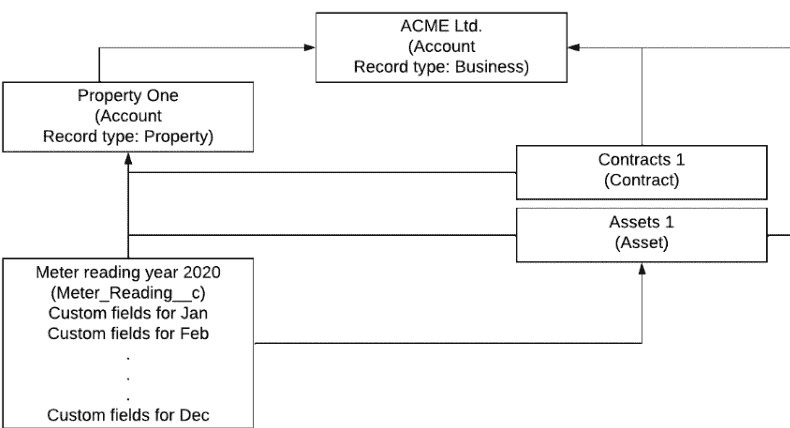 ACME Ltd.
(Account
Record type: Business)
Property One
(Account
Record type: Property)
Contracts 1
(Contract)
Assets 1
(Asset)
Meter reading year 2020
(Meter_Reading__c)
Custom fields for Jan
Custom fields for Feb
.
.
.
Custom fields for Dec